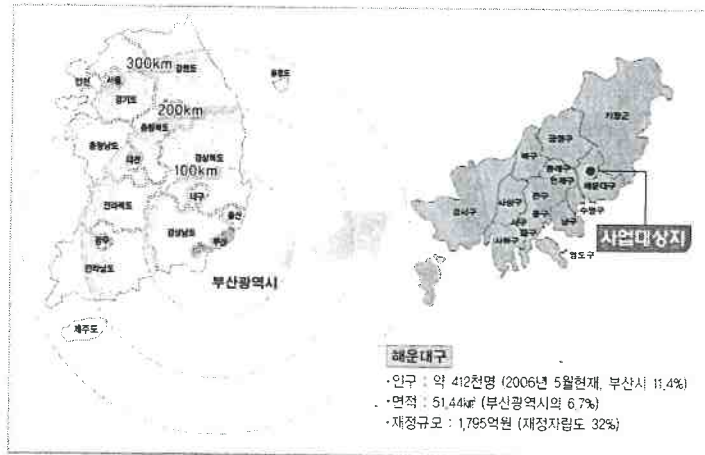 300km
강원도
울릉도
인천
서울
경기도
200km
충청북도
충청남도
대전
경상북도
100km
대구
전라북도
울산
경상남도
부산
광주
전라남도
부산광역시
제주도
기장군
금정구
북구
동래구
연제구
해운대구
강서구
사상구
진구
수영구
동구
서구
남구
사하구
영도구
사업대상지
해운대구
·인구 : 약 412천명 (2006년 5월현재, 부산시 11.4%)
·면적 : 51.44㎢ (부산광역시의 6.7%)
·재정규모 : 1,795억원 (재정자립도 32%)